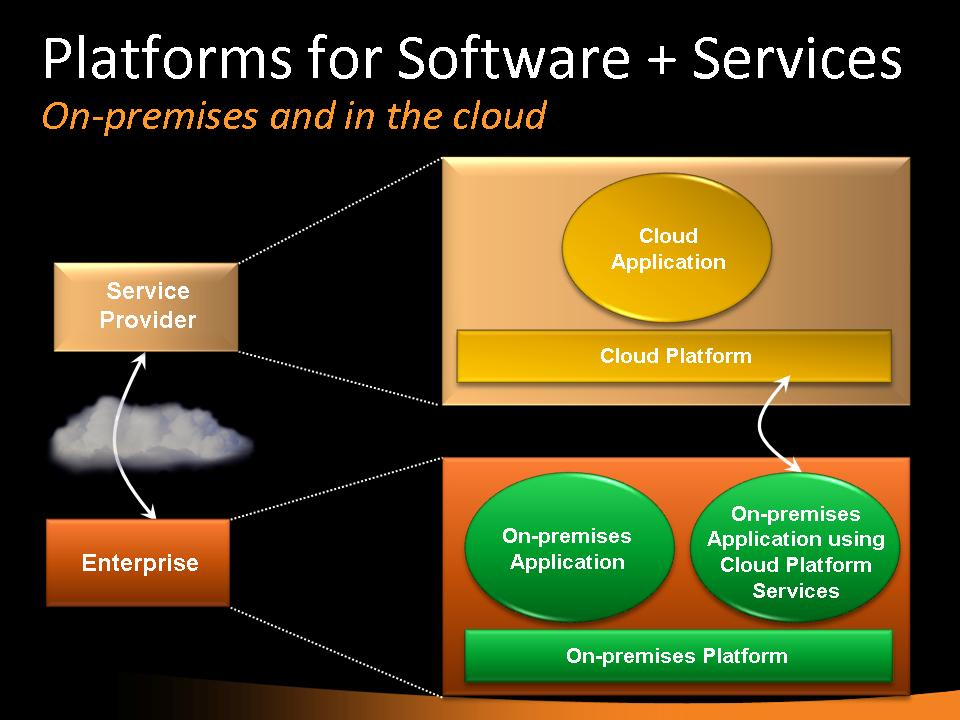 Platforms for Software + Services
On-premises and in the cloud
Service
Provider
Enterprise
Cloud
Application
Cloud Platform
On-premises
Application
On-premises
Application using
Cloud Platform
Services
On-premises Platform